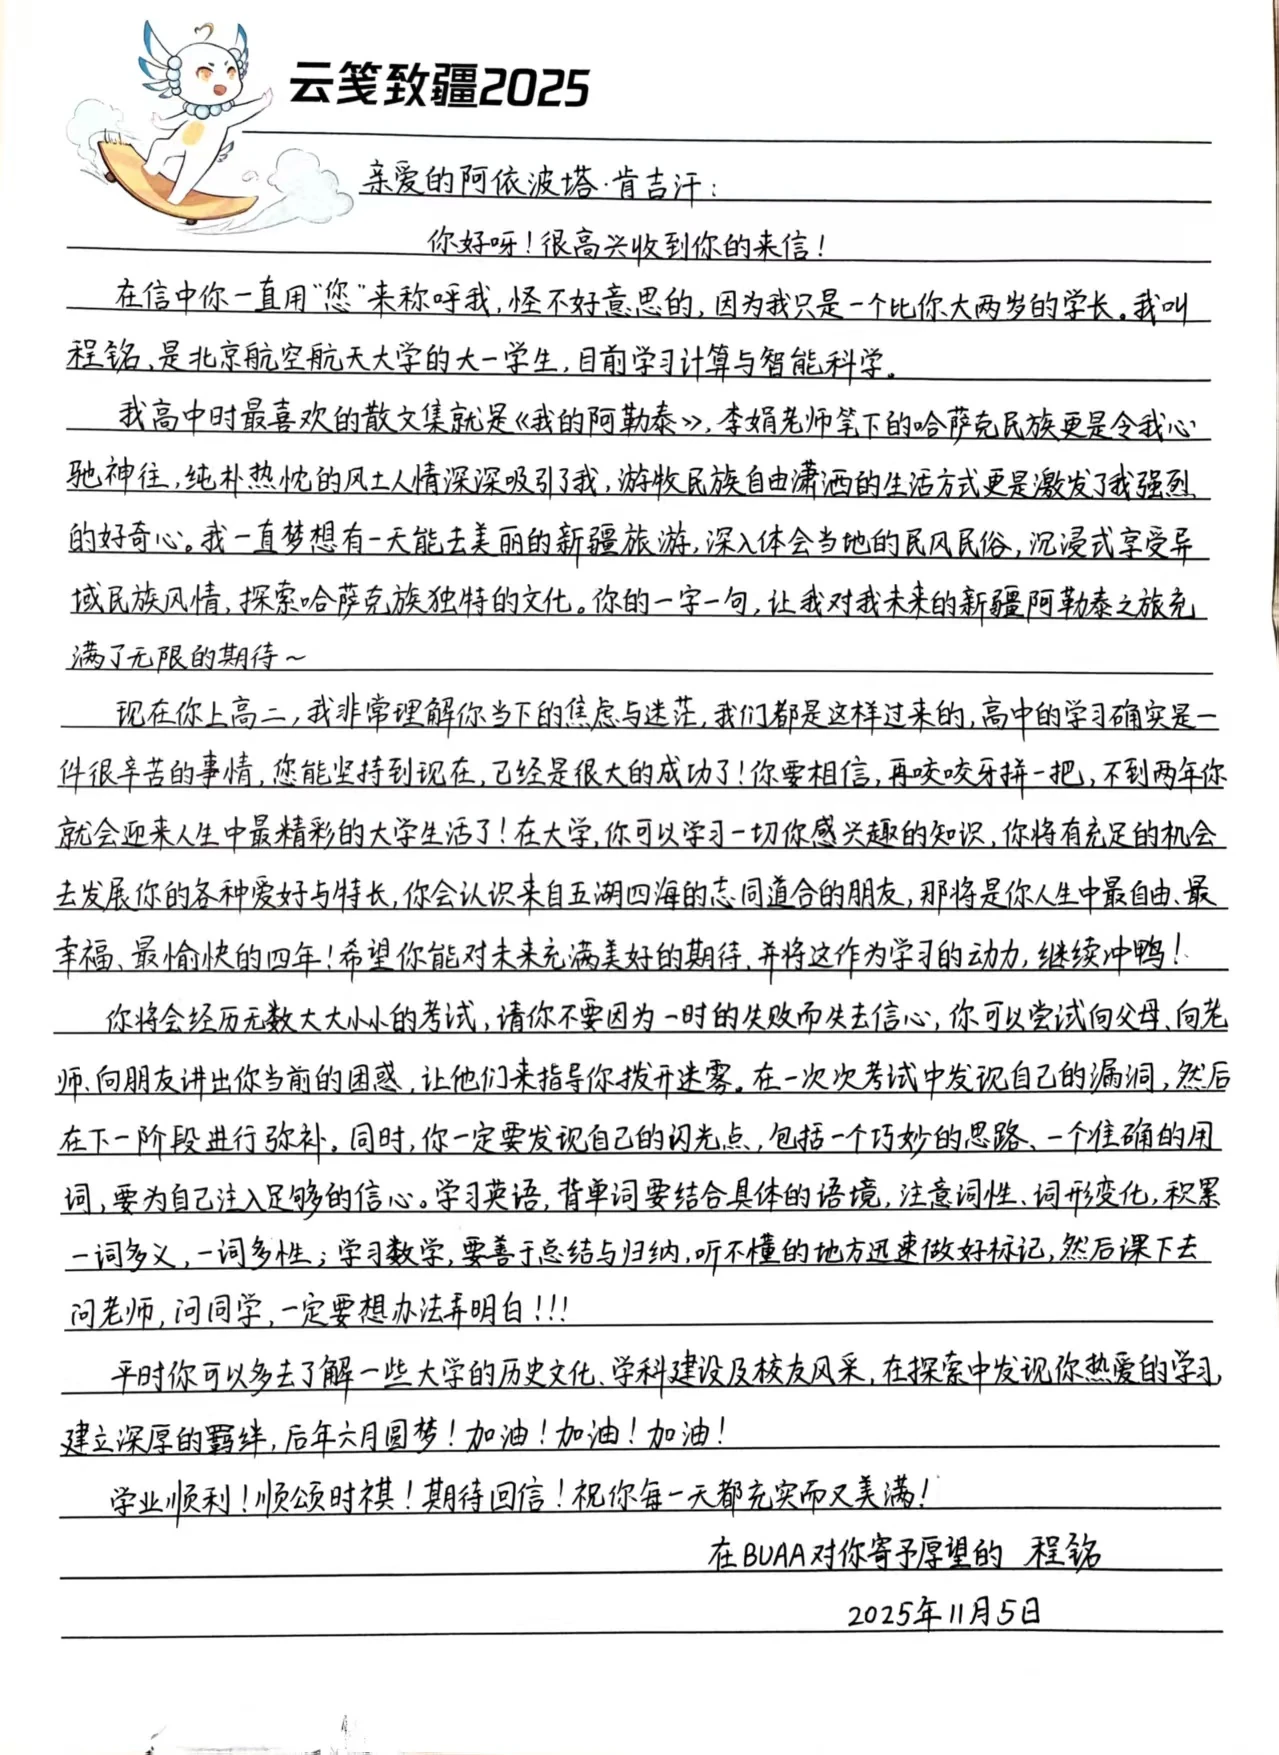 云笺致疆2025
亲爱的阿依波塔·肯吉汗：
你好呀！很高兴收到你的来信！
在信中你一直用“您”来称呼我，怪不好意思的，因为我只是一个比你大两岁的学长。我叫
程铭、是北京航空航天大学的大一学生，目前学习计算与智能科学。
我高中时最喜欢的散文集就是《我的阿勒泰》，李娟老师笔下的哈萨克民族更是令我心
驰神往，纯朴热忱的风土人情深深吸引了我，游牧民族自由潇洒的生活方式更是激发了我强烈
的好奇心。我一直梦想有一天能去美丽的新疆旅游，深入体会当地的民风民俗，沉浸式享受异
域民族风情，探索哈萨克族独特的文化。你的一字一句，让我对我未来的新疆阿勒泰之旅充
满了无限的期待～
现在你上高二，我非常理解你当下的焦虑与迷茫，我们都是这样过来的，高中的学习确实是一
件很辛苦的事情，您能坚持到现在，已经是很大的成功了！你要相信，再咬咬牙拼一把，不到两年你
就会迎来人生中最精彩的大学生活了！在大学，你可以学习一切你感兴趣的知识，你将有充足的机会
去发展你的各种爱好与特长，你会认识来自五湖四海的志同道合的朋友，那将是你人生中最自由、最
幸福、最愉快的四年！希望你能对未来充满美好的期待，并将这作为学习的动力，继续冲鸭！
你将会经历无数大大小小的考试，请你不要因为一时的失败而失去信心，你可以尝试向父母、向老
师、向朋友讲出你当前的困惑，让他们来指导你拨开迷雾。在一次次考试中发现自己的漏洞，然后
在下一阶段进行弥补。同时，你一定要发现自己的闪光点，包括一个巧妙的思路、一个准确的用
词，要为自己注入足够的信心。学习英语，背单词要结合具体的语境，注意词性、词形变化，积累
一词多义，一词多性；学习数学，要善于总结与归纳，听不懂的地方迅速做好标记，然后课下去
问老师，问同学，一定要想办法弄明白！！！
平时你可以多去了解一些大学的历史文化、学科建设及校友风采，在探索中发现你热爱的学习，
建立深厚的羁绊，后年六月圆梦！加油！加油！加油！
学业顺利！顺颂时祺！期待回信！祝你每一天都充实而又美满！
在BUAA对你寄予厚望的 程铭
2025年11月5日